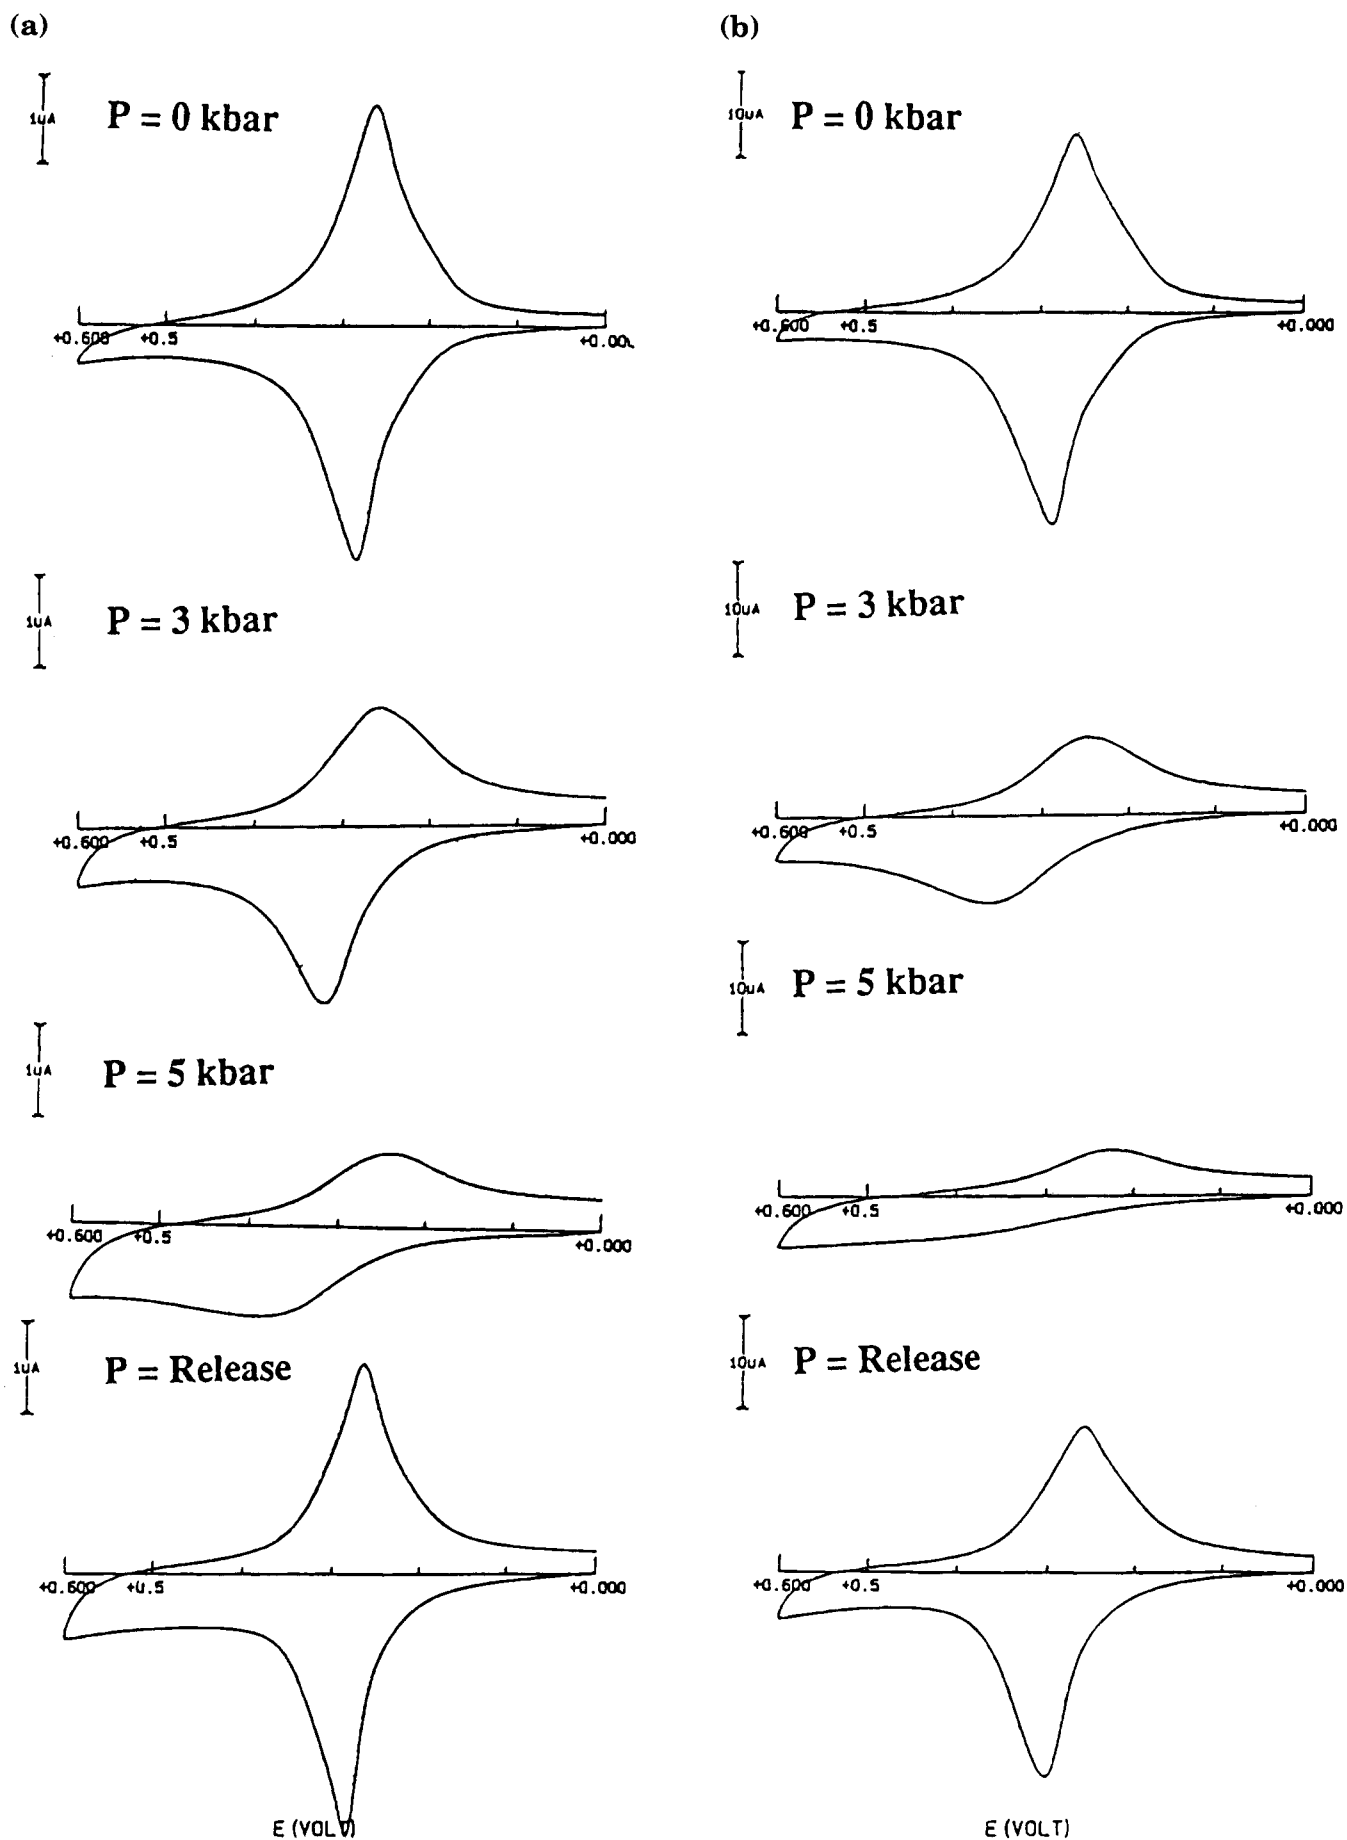 (a)
(b)
1uA
P = 0 kbar
10uA
P = 0 kbar
+0.600
+0.5
+0.00
+0.600
+0.5
+0.000
1uA
P = 3 kbar
10uA
P = 3 kbar
+0.600
+0.5
+0.000
+0.600
+0.5
+0.000
1uA
P = 5 kbar
10uA
P = 5 kbar
+0.600
+0.5
+0.000
+0.600
+0.5
+0.000
1uA
P = Release
10uA
P = Release
+0.600
+0.5
+0.000
+0.600
+0.5
+0.000
E (VOLT)
E (VOLT)